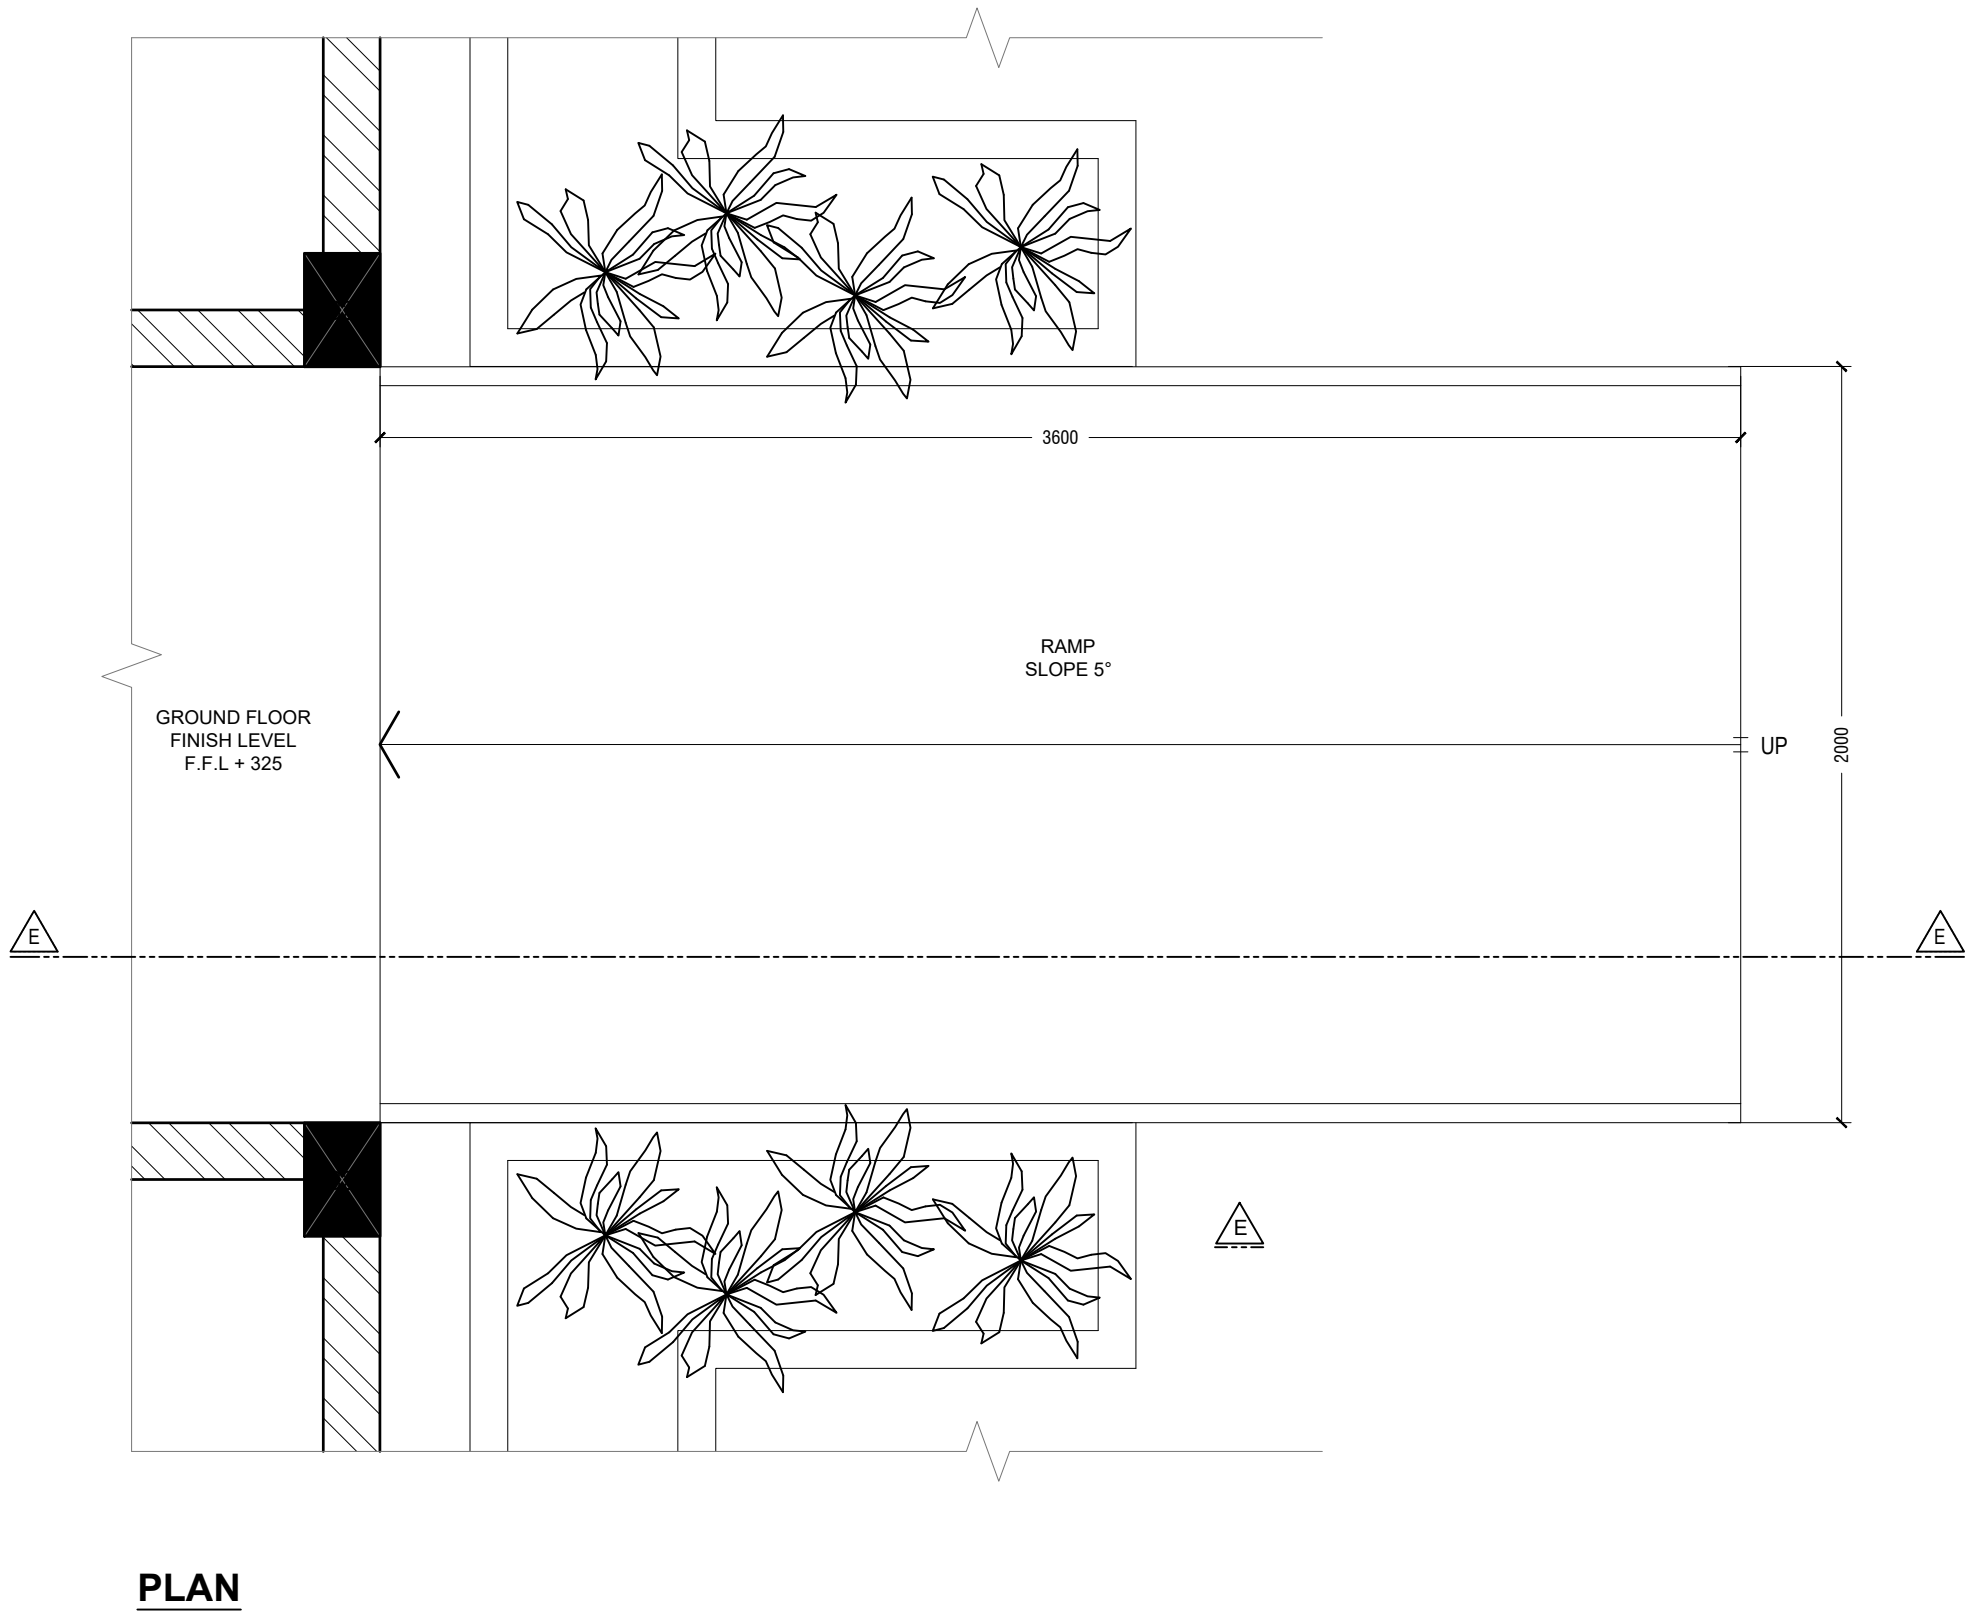 3600
RAMP
SLOPE 5°
GROUND FLOOR
FINISH LEVEL
F.F.L + 325
UP
2000
E
E
E
PLAN